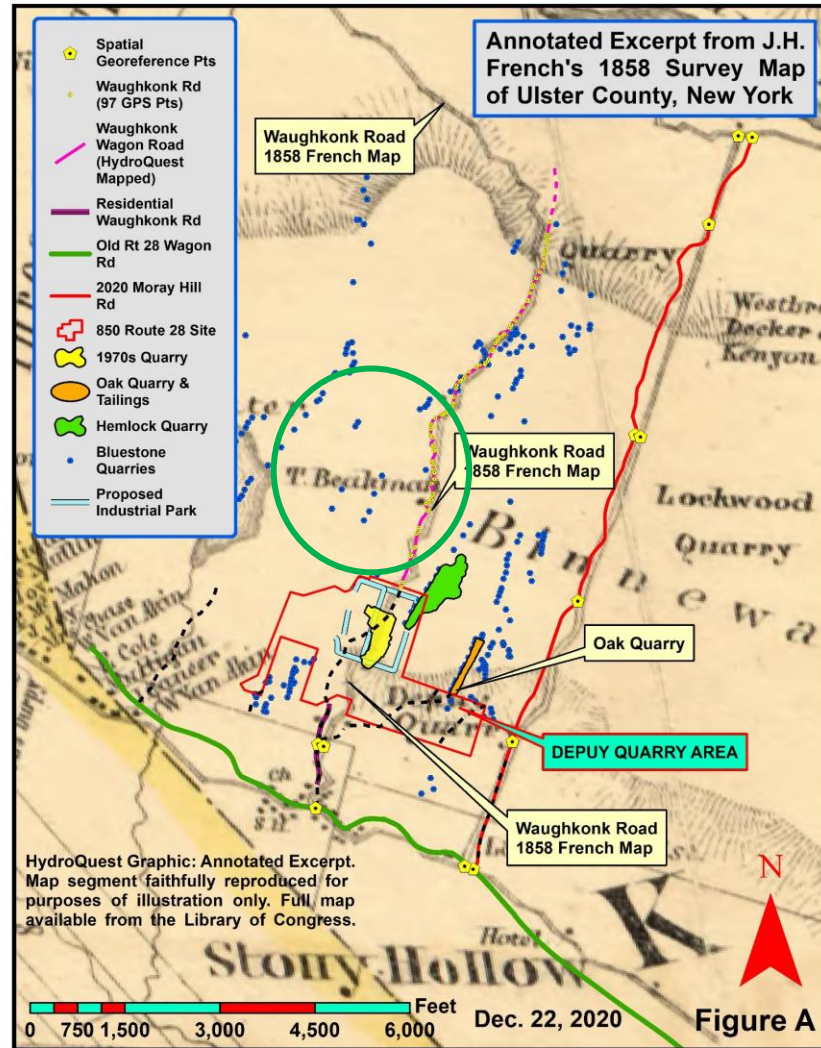 Spatial
Georeference Pts
Waughkonk Rd
(97 GPS Pts)
Waughkonk
Wagon Road
(HydroQuest
Mapped)
Residential
Waughkonk Rd
Old Rt 28 Wagon
Rd
2020 Moray Hill
Rd
850 Route 28 Site
1970s Quarry
Oak Quarry &
Tailings
Hemlock Quarry
Bluestone
Quarries
Proposed
Industrial Park
Annotated Excerpt from J.H.
French's 1858 Survey Map
of Ulster County, New York
Waughkonk Road
1858 French Map
Quarry
Decker
Kenyon
T. Beakman
Waughkonk Road
1858 French Map
Lockwood
Quarry
Binnewa
Oak Quarry
Quarry
DEPUY QUARRY AREA
Cole
ch
Waughkonk Road
1858 French Map
HydroQuest Graphic: Annotated Excerpt.
Map segment faithfully reproduced for
purposes of illustration only. Full map
available from the Library of Congress.
Hotel
K
Stony Hollow
N
Feet
0 750 1,500 3,000 4,500 6,000
Dec. 22, 2020
Figure A